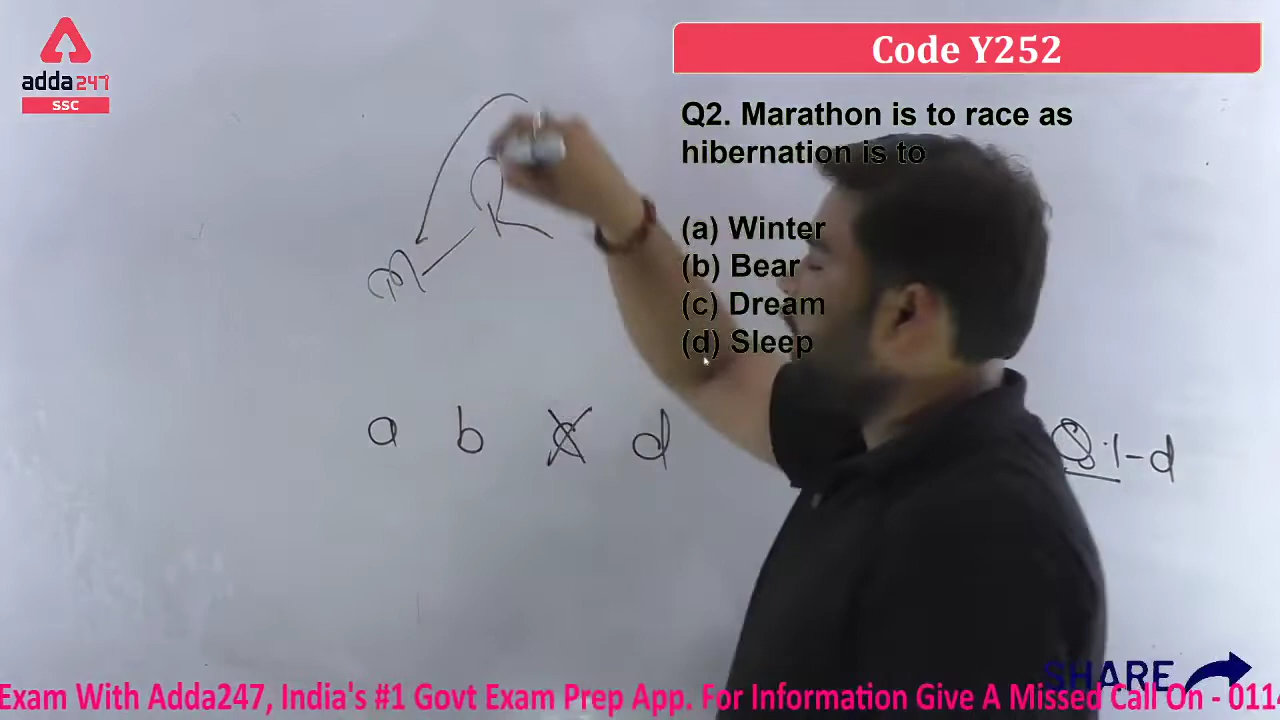 adda247
SSC
Code Y252
Q2. Marathon is to race as
hibernation is to
(a) Winter
(b) Bear
(c) Dream
(d) Sleep
M - R
a b c d
Q.1-d
SHARE
Exam With Adda247, India's #1 Govt Exam Prep App. For Information Give A Missed Call On - 011